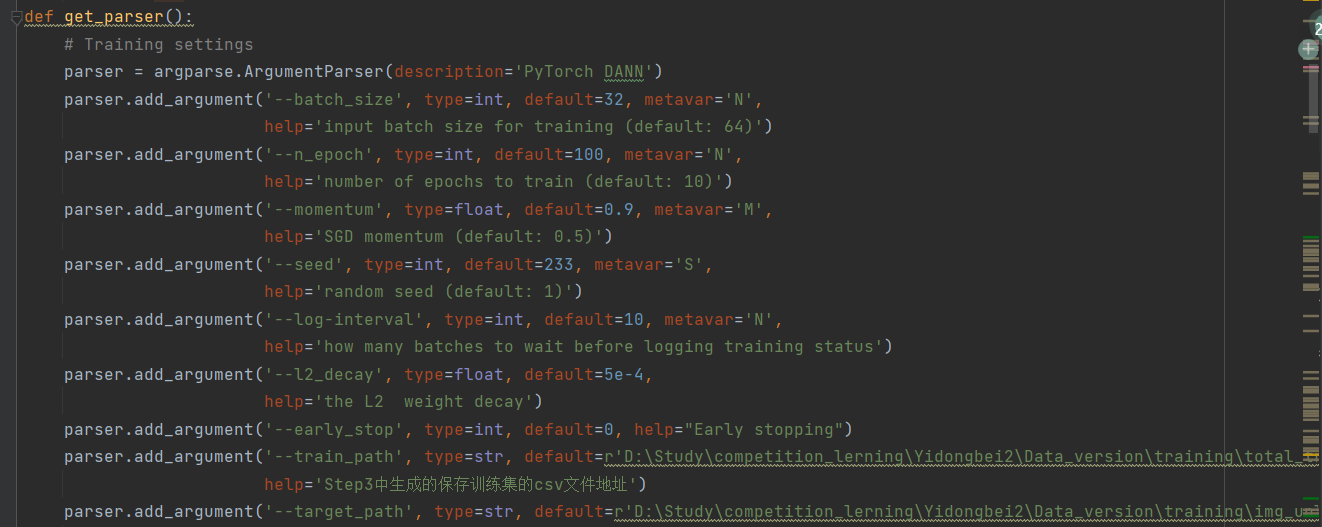 def get_parser():
    # Training settings
    parser = argparse.ArgumentParser(description='PyTorch DANN')
    parser.add_argument('--batch_size', type=int, default=32, metavar='N',
                        help='input batch size for training (default: 64)')
    parser.add_argument('--n_epoch', type=int, default=100, metavar='N',
                        help='number of epochs to train (default: 10)')
    parser.add_argument('--momentum', type=float, default=0.9, metavar='M',
                        help='SGD momentum (default: 0.5)')
    parser.add_argument('--seed', type=int, default=233, metavar='S',
                        help='random seed (default: 1)')
    parser.add_argument('--log-interval', type=int, default=10, metavar='N',
                        help='how many batches to wait before logging training status')
    parser.add_argument('--l2_decay', type=float, default=5e-4,
                        help='the L2  weight decay')
    parser.add_argument('--early_stop', type=int, default=0, help="Early stopping")
    parser.add_argument('--train_path', type=str, default=r'D:\Study\competition_lerning\Yidongbei2\Data_version\training\total_
                        help='Step3中生成的保存训练集的csv文件地址')
    parser.add_argument('--target_path', type=str, default=r'D:\Study\competition_lerning\Yidongbei2\Data_version\training\img_u
2